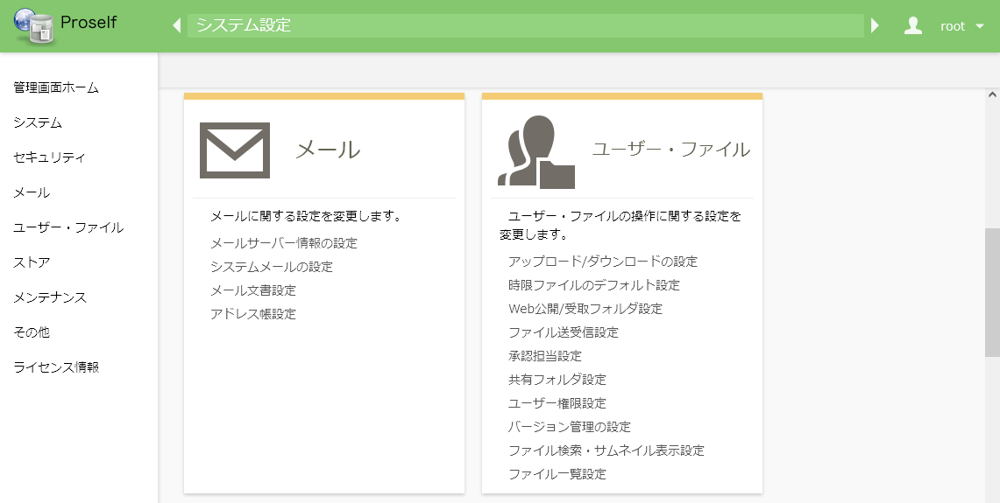 Proself
システム設定
root
管理画面ホーム
システム
セキュリティ
メール
ユーザー・ファイル
ストア
メンテナンス
その他
ライセンス情報
メール
メールに関する設定を変更します。
メールサーバー情報の設定
システムメールの設定
メール文書設定
アドレス帳設定
ユーザー・ファイル
ユーザー・ファイルの操作に関する設定を
変更します。
アップロード/ダウンロードの設定
時限ファイルのデフォルト設定
Web公開/受取フォルダ設定
ファイル送受信設定
承認担当設定
共有フォルダ設定
ユーザー権限設定
バージョン管理の設定
ファイル検索・サムネイル表示設定
ファイル一覧設定